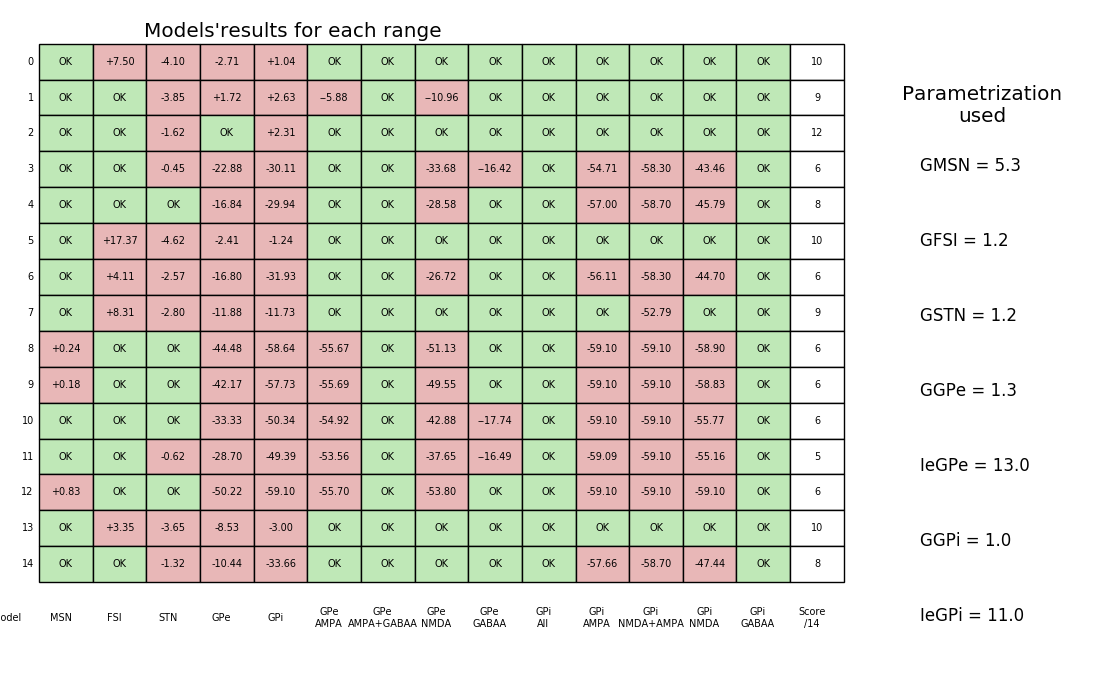 Models'results for each range
0 OK +7.50 -4.10 -2.71 +1.04 OK OK OK OK OK OK OK OK OK 10
1 OK OK -3.85 +1.72 +2.63 --5.88 OK --10.96 OK OK OK OK OK OK 9
2 OK OK -1.62 OK +2.31 OK OK OK OK OK OK OK OK OK 12
3 OK OK -0.45 -22.88 -30.11 OK OK -33.68 --16.42 OK -54.71 -58.30 -43.46 OK 6
4 OK OK OK -16.84 -29.94 OK OK -28.58 OK OK -57.00 -58.70 -45.79 OK 8
5 OK +17.37 -4.62 -2.41 -1.24 OK OK OK OK OK OK OK OK OK 10
6 OK +4.11 -2.57 -16.80 -31.93 OK OK -26.72 OK OK -56.11 -58.30 -44.70 OK 6
7 OK +8.31 -2.80 -11.88 -11.73 OK OK OK OK OK OK -52.79 OK OK 9
8 +0.24 OK OK -44.48 -58.64 -55.67 OK -51.13 OK OK -59.10 -59.10 -58.90 OK 6
9 +0.18 OK OK -42.17 -57.73 -55.69 OK -49.55 OK OK -59.10 -59.10 -58.83 OK 6
10 OK OK OK -33.33 -50.34 -54.92 OK -42.88 --17.74 OK -59.10 -59.10 -55.77 OK 6
11 OK OK -0.62 -28.70 -49.39 -53.56 OK -37.65 --16.49 OK -59.09 -59.10 -55.16 OK 5
12 +0.83 OK OK -50.22 -59.10 -55.70 OK -53.80 OK OK -59.10 -59.10 -59.10 OK 6
13 OK +3.35 -3.65 -8.53 -3.00 OK OK OK OK OK OK OK OK OK 10
14 OK OK -1.32 -10.44 -33.66 OK OK OK OK OK -57.66 -58.70 -47.44 OK 8
odel MSN FSI STN GPe GPi GPe GPe GPe GPe GPi GPi GPi GPi GPi Score
AMPA AMPA+GABAA NMDA GABAA All AMPA NMDA+AMPA NMDA GABAA /14
Parametrization
used
GMSN = 5.3
GFSI = 1.2
GSTN = 1.2
GGPe = 1.3
IeGPe = 13.0
GGPi = 1.0
IeGPi = 11.0